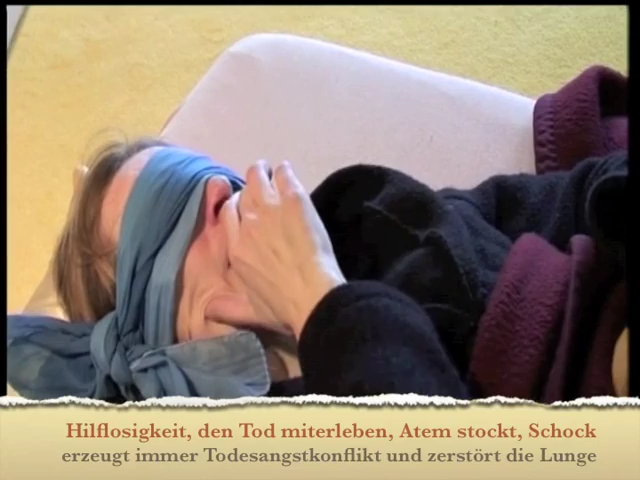 Hilflosigkeit, den Tod miterleben, Atem stockt, Schock
erzeugt immer Todesangstkonflikt und zerstört die Lunge